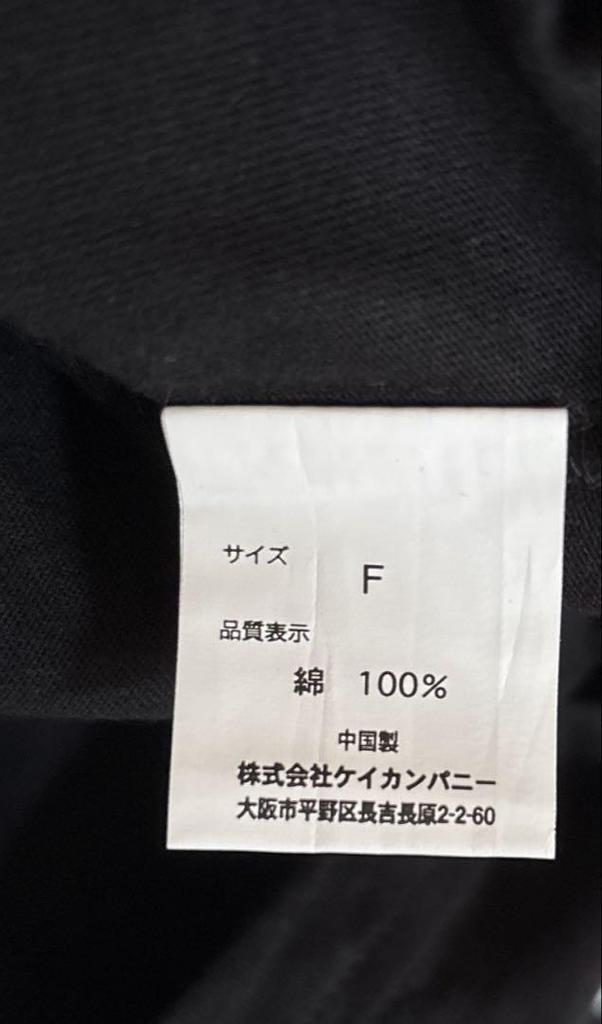 サイズ
F
品質表示
綿 100%
中国製
株式会社ケイカンパニー
大阪市平野区長吉長原2-2-60